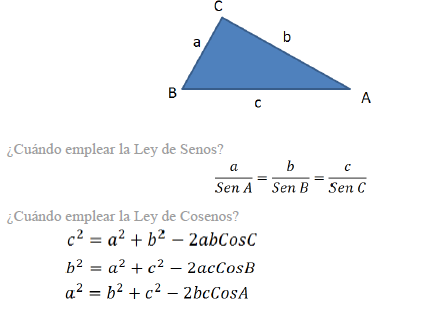 C
a b
B A
c
¿Cuándo emplear la Ley de Senos?
a/Sen A = b/Sen B = c/Sen C
¿Cuándo emplear la Ley de Cosenos?
c² = a² + b² − 2abCosC
b² = a² + c² − 2acCosB
a² = b² + c² − 2bcCosA